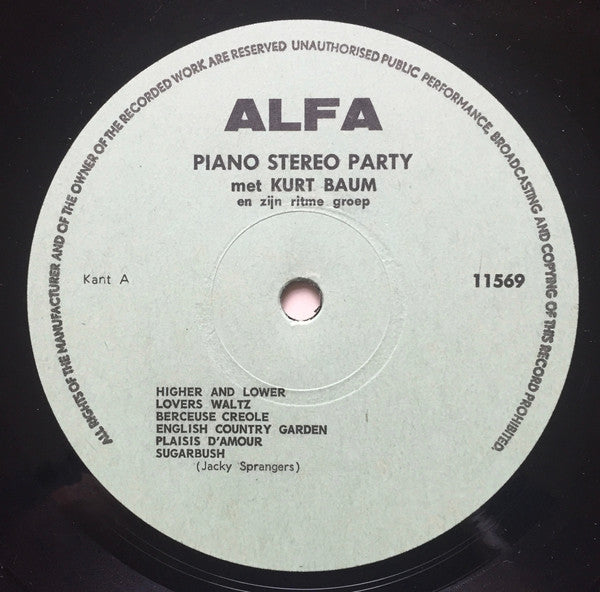 ALL RIGHTS OF THE MANUFACTURER AND OF THE OWNER OF THE RECORDED WORK ARE RESERVED UNAUTHORISED PUBLIC PERFORMANCE, BROADCASTING AND COPYING OF THIS RECORD PROHIBITED.
ALFA
PIANO STEREO PARTY
met KURT BAUM
en zijn ritme groep
Kant A
11569
HIGHER AND LOWER
LOVERS WALTZ
BERCEUSE CREOLE
ENGLISH COUNTRY GARDEN
PLAISIS D'AMOUR
SUGARBUSH
(Jacky Sprangers)